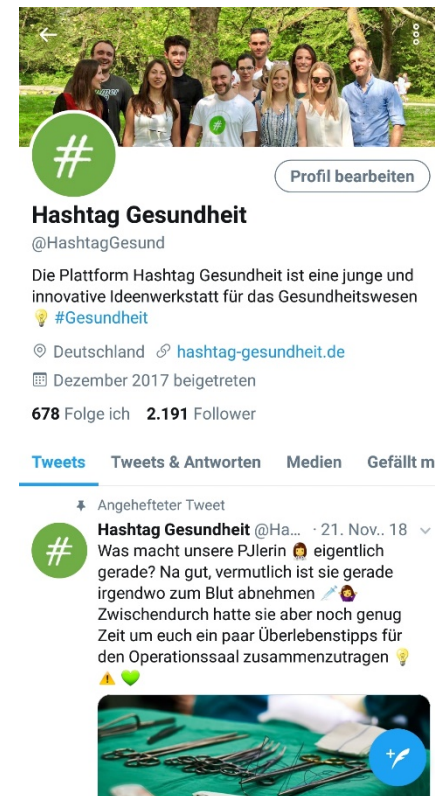 #
Profil bearbeiten
Hashtag Gesundheit
@HashtagGesund
Die Plattform Hashtag Gesundheit ist eine junge und
innovative Ideenwerkstatt für das Gesundheitswesen
💡 #Gesundheit
Deutschland hashtag-gesundheit.de
Dezember 2017 beigetreten
678 Folge ich 2.191 Follower
Tweets Tweets & Antworten Medien Gefällt m
Angehefteter Tweet
# Hashtag Gesundheit @Ha... · 21. Nov.. 18
Was macht unsere PJlerin 👩‍⚕️ eigentlich
gerade? Na gut, vermutlich ist sie gerade
irgendwo zum Blut abnehmen 💉🤷‍♀️
Zwischendurch hatte sie aber noch genug
Zeit um euch ein paar Überlebenstipps für
den Operationssaal zusammenzutragen 💡
⚠️ 💚